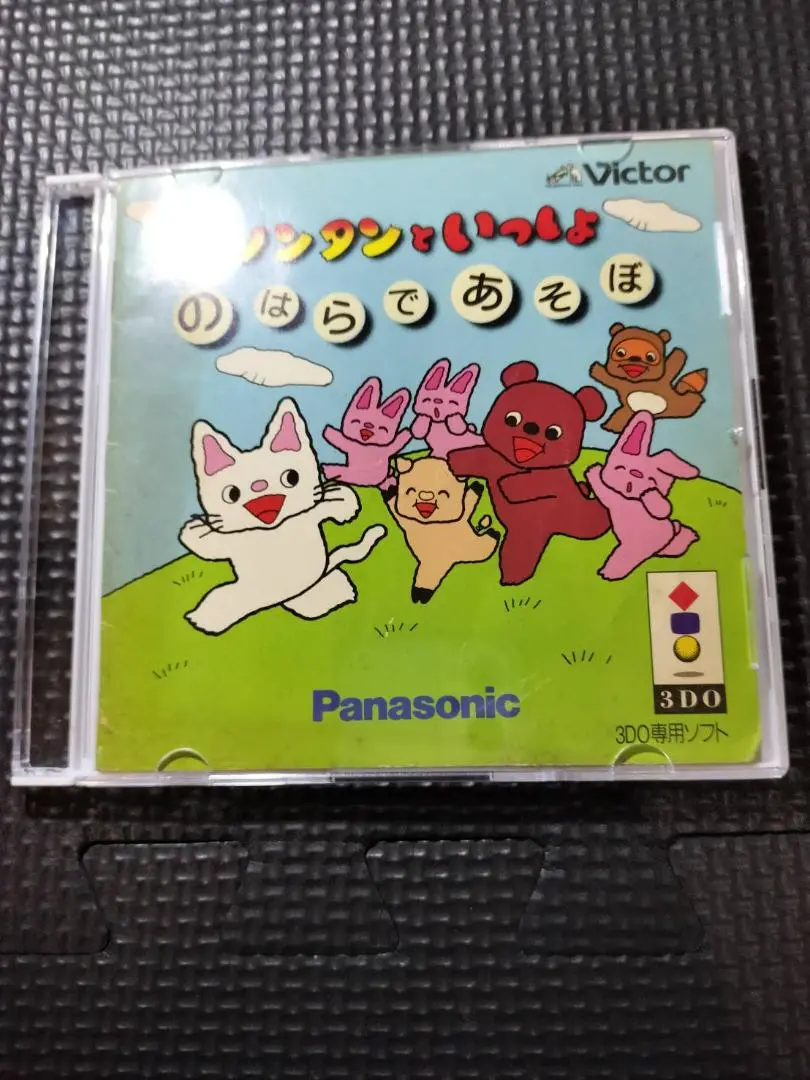 Victor
ノンタンといっしょ
のはらであそぼ
Panasonic
3DO
3DO専用ソフト